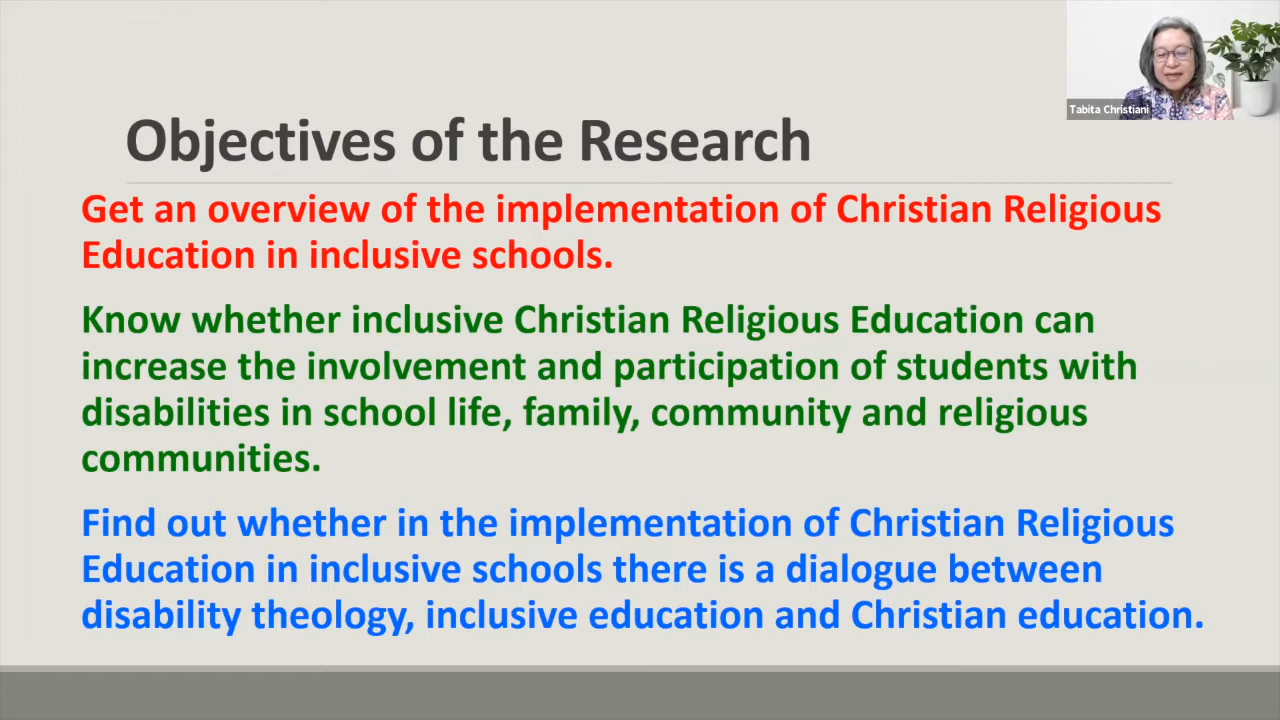 Tabita Christiani
Objectives of the Research
Get an overview of the implementation of Christian Religious
Education in inclusive schools.
Know whether inclusive Christian Religious Education can
increase the involvement and participation of students with
disabilities in school life, family, community and religious
communities.
Find out whether in the implementation of Christian Religious
Education in inclusive schools there is a dialogue between
disability theology, inclusive education and Christian education.